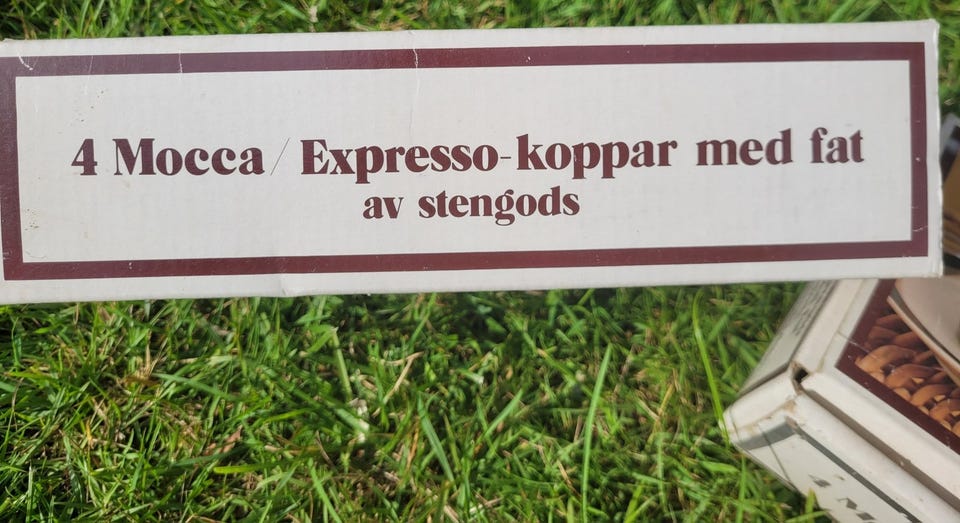 4 Mocca / Expresso-koppar med fat
av stengods